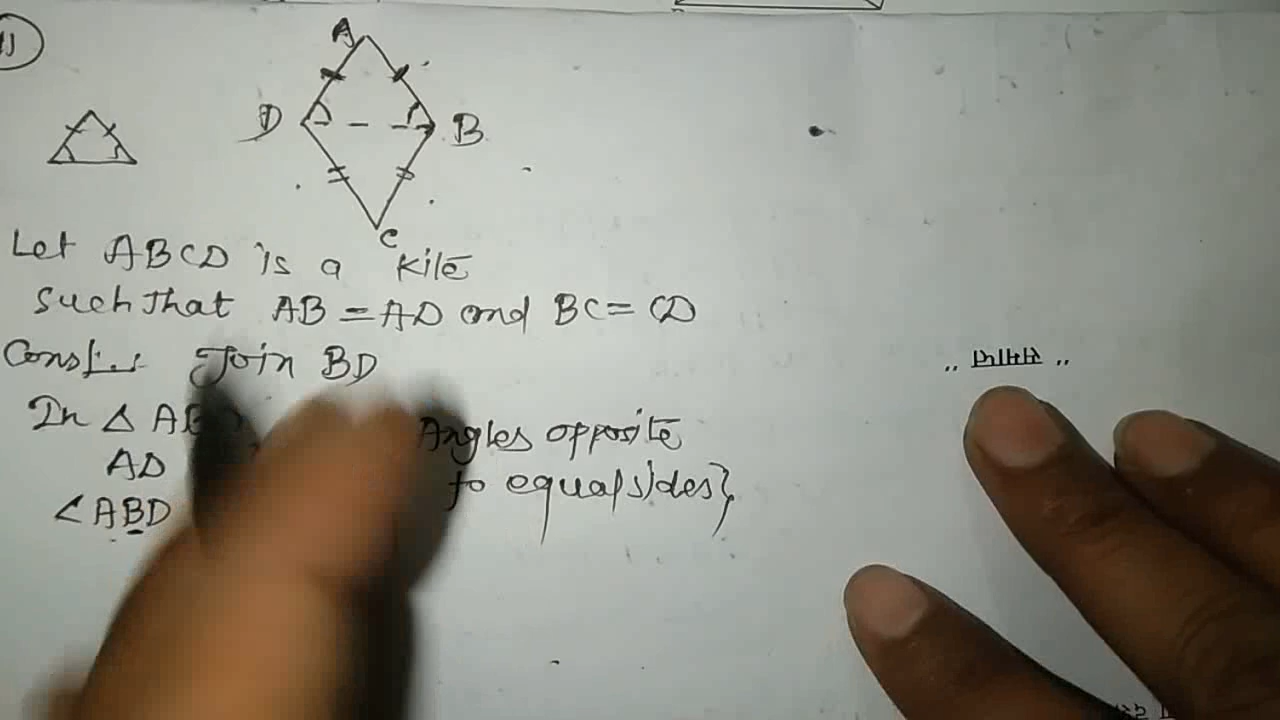 A
D
B
C
Let ABCD is a kite
Such that AB = AD and BC = CD
Join BD
In △
AD
Angles opposite
∠ABD
to equal sides}